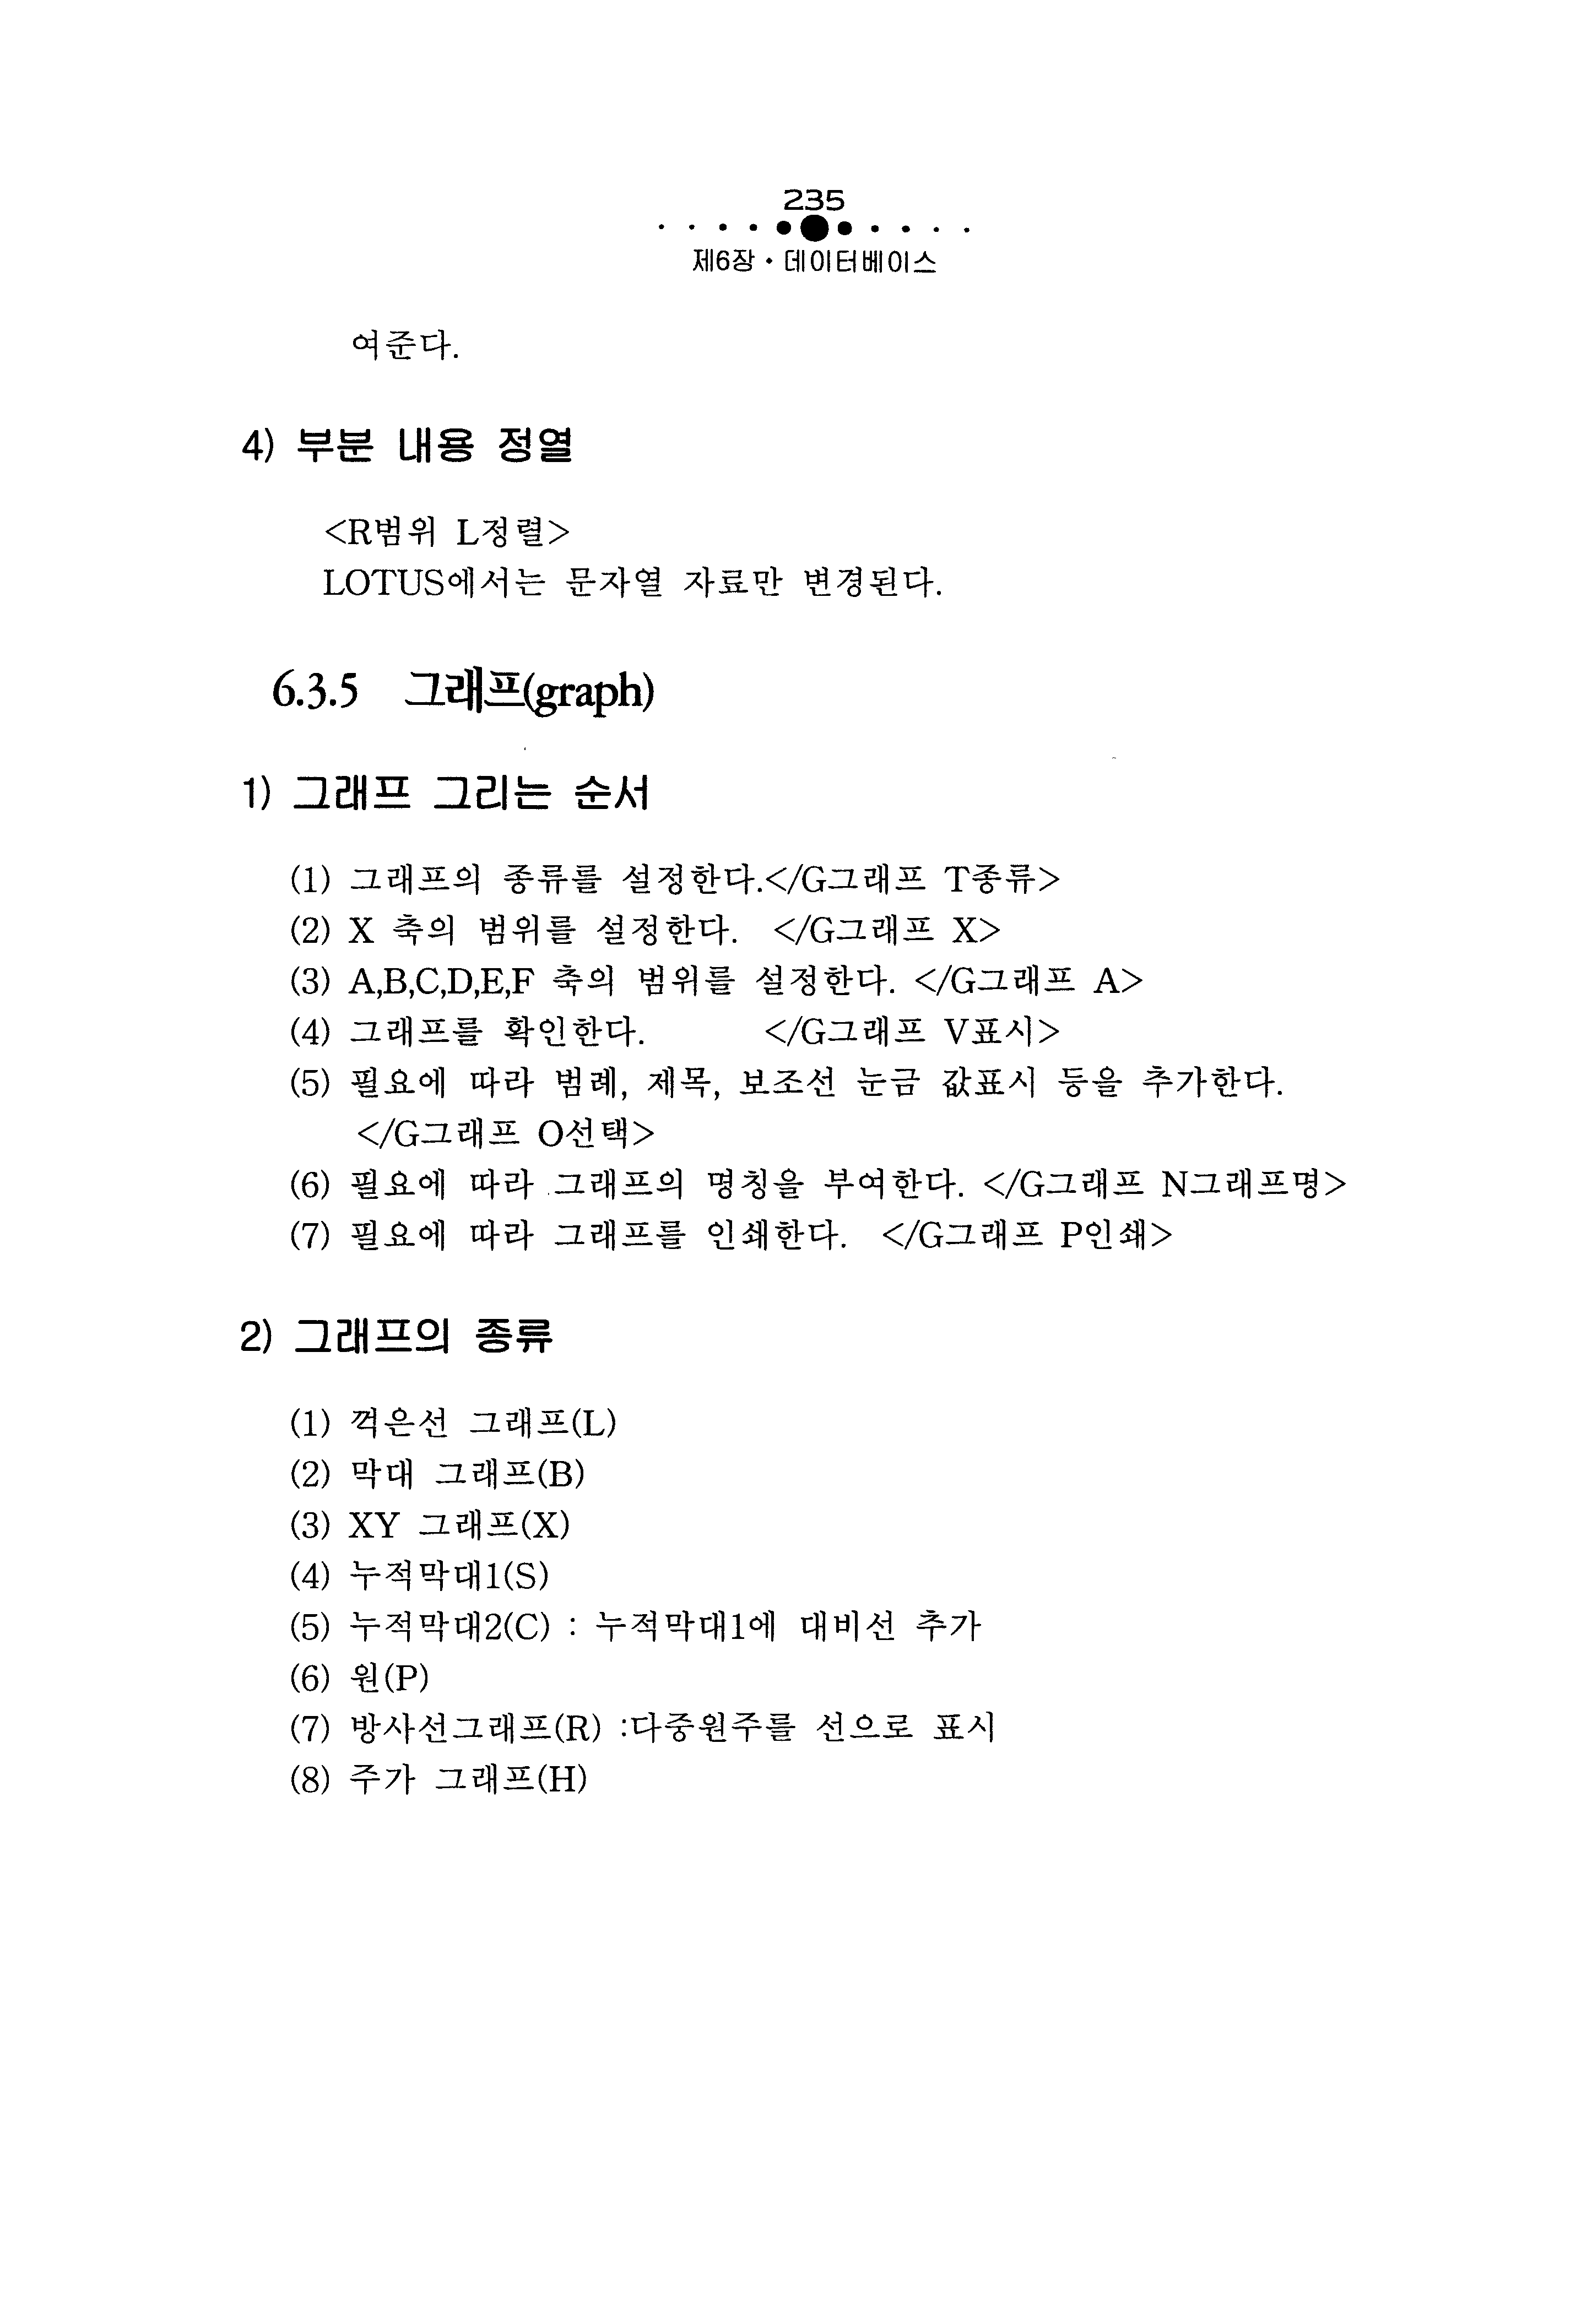 235
제6장 • 데이터베이스
여준다.
4) 부분 내용 정열
<R범위 L정렬>
LOTUS에서는 문자열 자료만 변경된다.
6.3.5 그래프(graph)
1) 그래프 그리는 순서
(1) 그래프의 종류를 설정한다.</G그래프 T종류>
(2) X 축의 범위를 설정한다. </G그래프 X>
(3) A,B,C,D,E,F 축의 범위를 설정한다. </G그래프 A>
(4) 그래프를 확인한다. </G그래프 V표시>
(5) 필요에 따라 범례, 제목, 보조선 눈금 값표시 등을 추가한다.
</G그래프 O선택>
(6) 필요에 따라 그래프의 명칭을 부여한다. </G그래프 N그래프명>
(7) 필요에 따라 그래프를 인쇄한다. </G그래프 P인쇄>
2) 그래프의 종류
(1) 꺽은선 그래프(L)
(2) 막대 그래프(B)
(3) XY 그래프(X)
(4) 누적막대1(S)
(5) 누적막대2(C) : 누적막대1에 대비선 추가
(6) 원(P)
(7) 방사선그래프(R) :다중원주를 선으로 표시
(8) 주가 그래프(H)